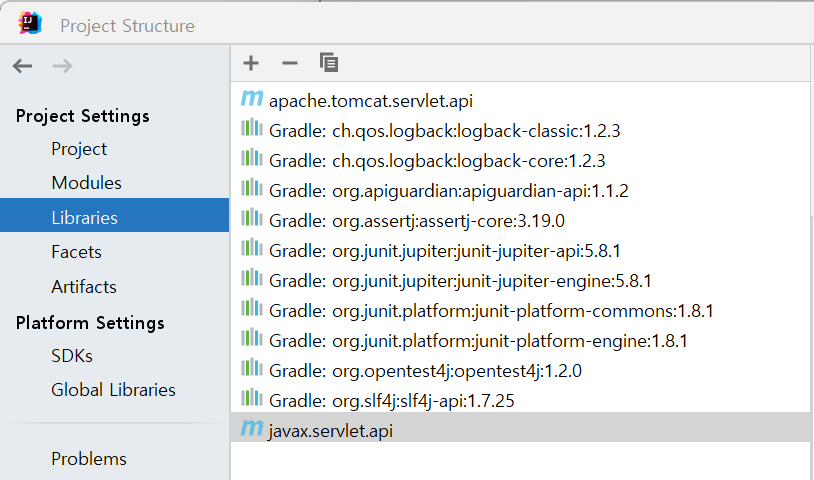 Project Structure
Project Settings
Project
Modules
Libraries
Facets
Artifacts
Platform Settings
SDKs
Global Libraries
Problems
apache.tomcat.servlet.api
Gradle: ch.qos.logback:logback-classic:1.2.3
Gradle: ch.qos.logback:logback-core:1.2.3
Gradle: org.apiguardian:apiguardian-api:1.1.2
Gradle: org.assertj:assertj-core:3.19.0
Gradle: org.junit.jupiter:junit-jupiter-api:5.8.1
Gradle: org.junit.jupiter:junit-jupiter-engine:5.8.1
Gradle: org.junit.platform:junit-platform-commons:1.8.1
Gradle: org.junit.platform:junit-platform-engine:1.8.1
Gradle: org.opentest4j:opentest4j:1.2.0
Gradle: org.slf4j:slf4j-api:1.7.25
javax.servlet.api